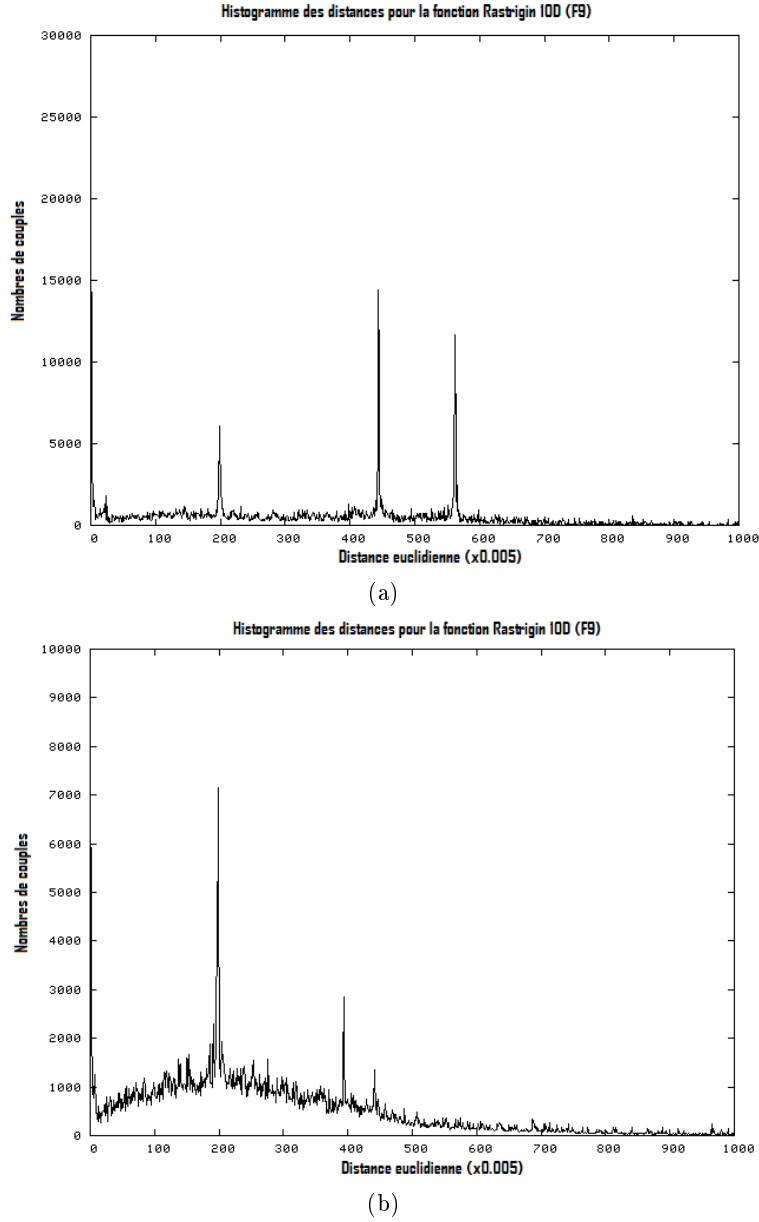 Histogramme des distances pour la fonction Rastrigin 10D (F9)
30000
25000
20000
15000
10000
5000
0
Nombres de couples
0 100 200 300 400 500 600 700 800 900 1000
Distance euclidienne (x0.005)
(a)
Histogramme des distances pour la fonction Rastrigin 10D (F9)
10000
9000
8000
7000
6000
5000
4000
3000
2000
1000
0
Nombres de couples
0 100 200 300 400 500 600 700 800 900 1000
Distance euclidienne (x0.005)
(b)